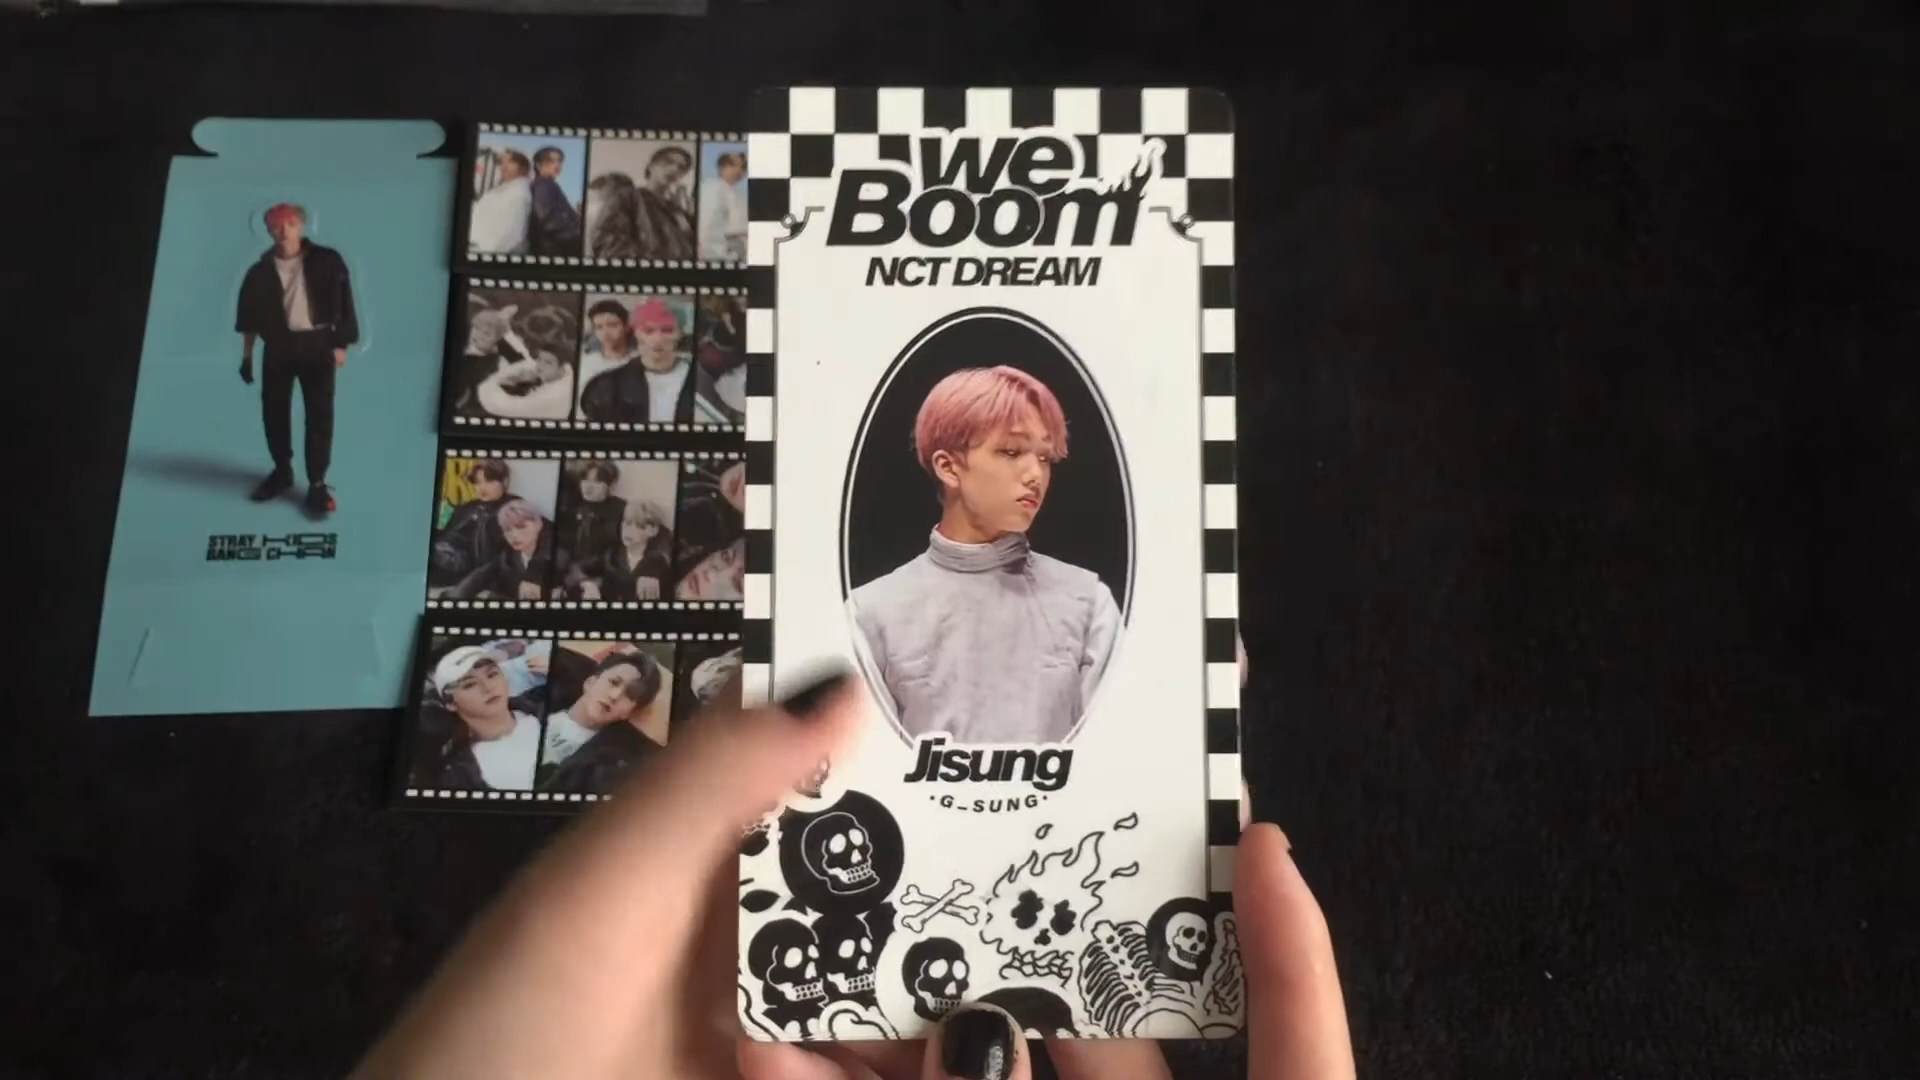 we
Boom
NCT DREAM
Jisung
·G_SUNG·
STRAY KIDS
BANG CHAN